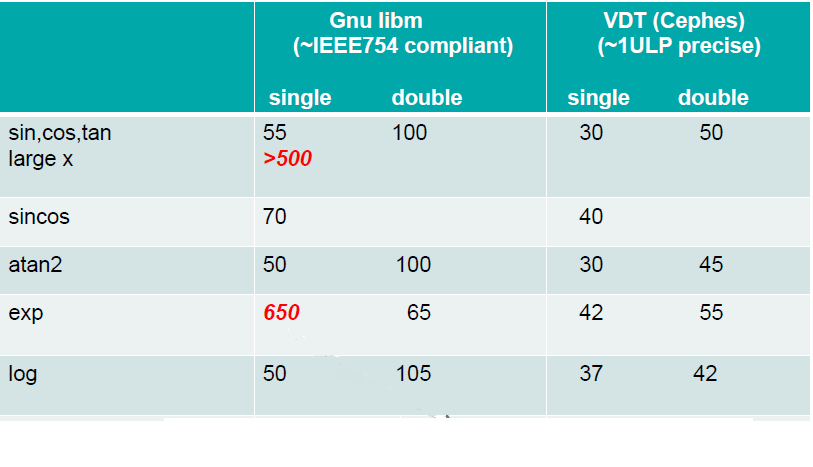 Gnu libm VDT (Cephes)
(~IEEE754 compliant) (~1ULP precise)
single double single double
sin,cos,tan 55 100 30 50
large x >500
sincos 70 40
atan2 50 100 30 45
exp 650 65 42 55
log 50 105 37 42